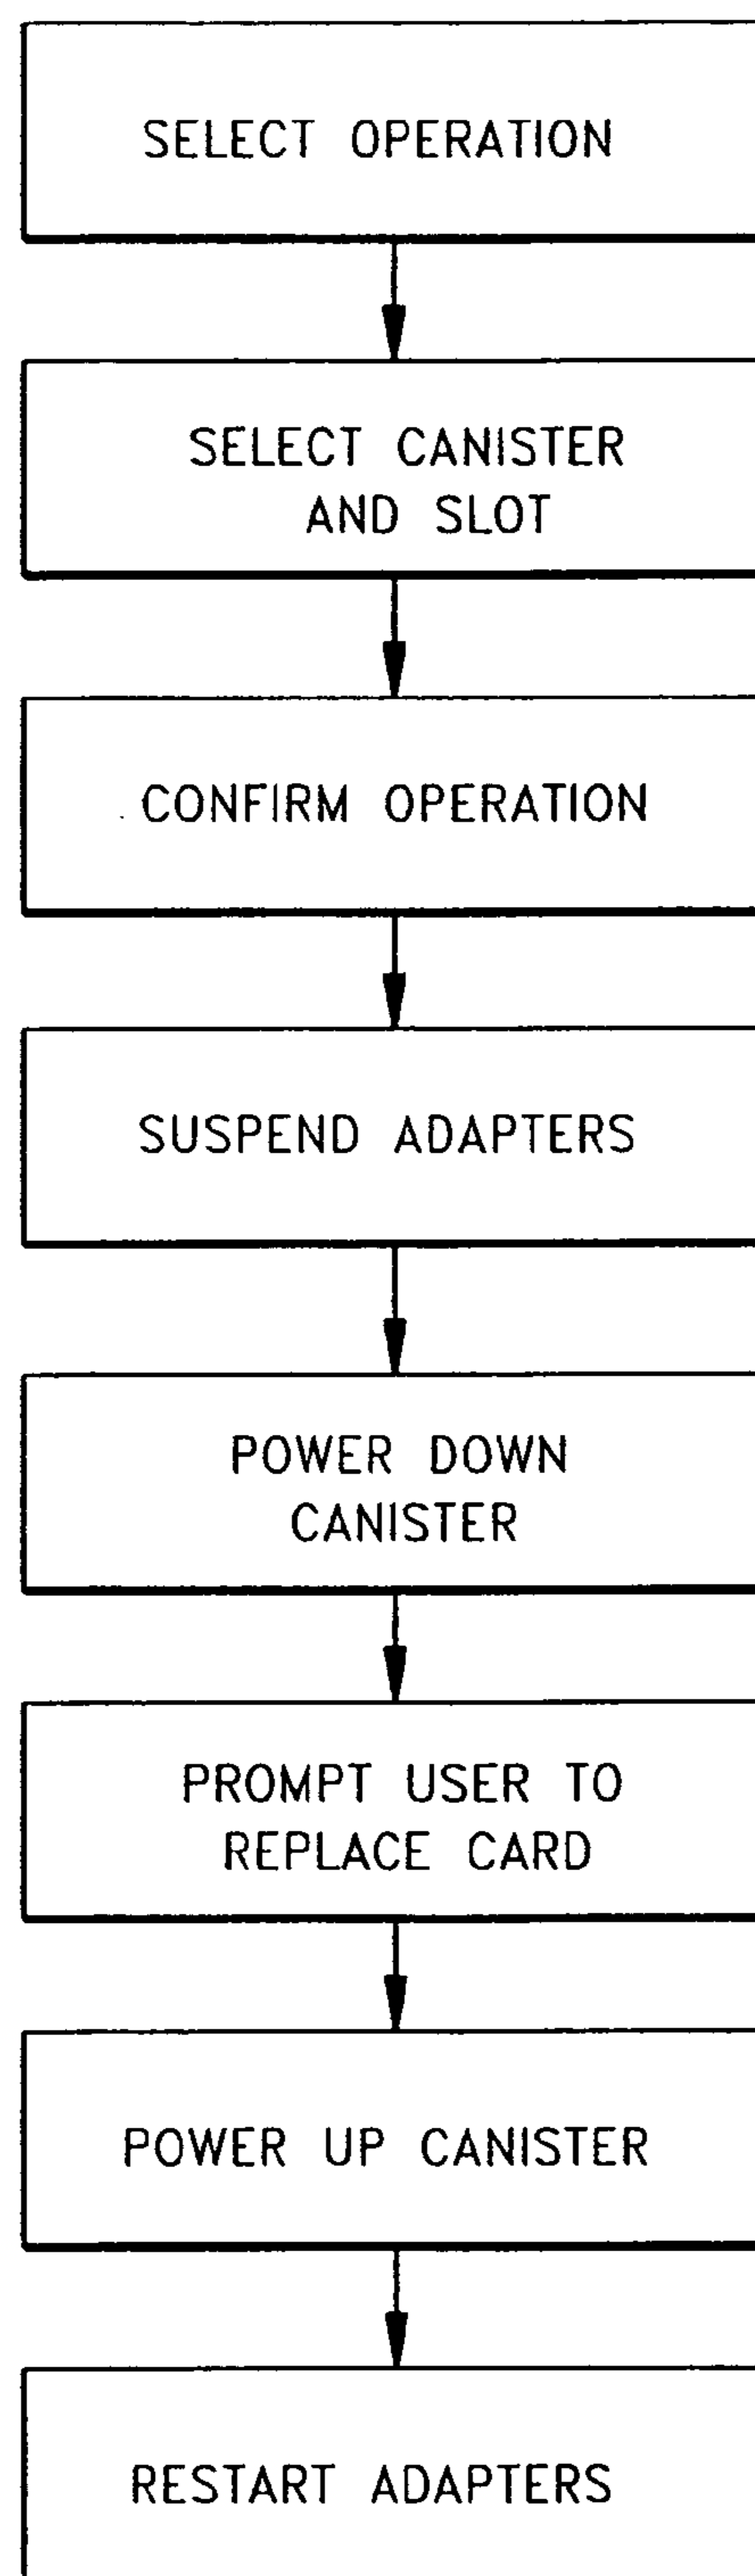 SELECT OPERATION
SELECT CANISTER
AND SLOT
CONFIRM OPERATION
SUSPEND ADAPTERS
POWER DOWN
CANISTER
PROMPT USER TO
REPLACE CARD
POWER UP CANISTER
RESTART ADAPTERS